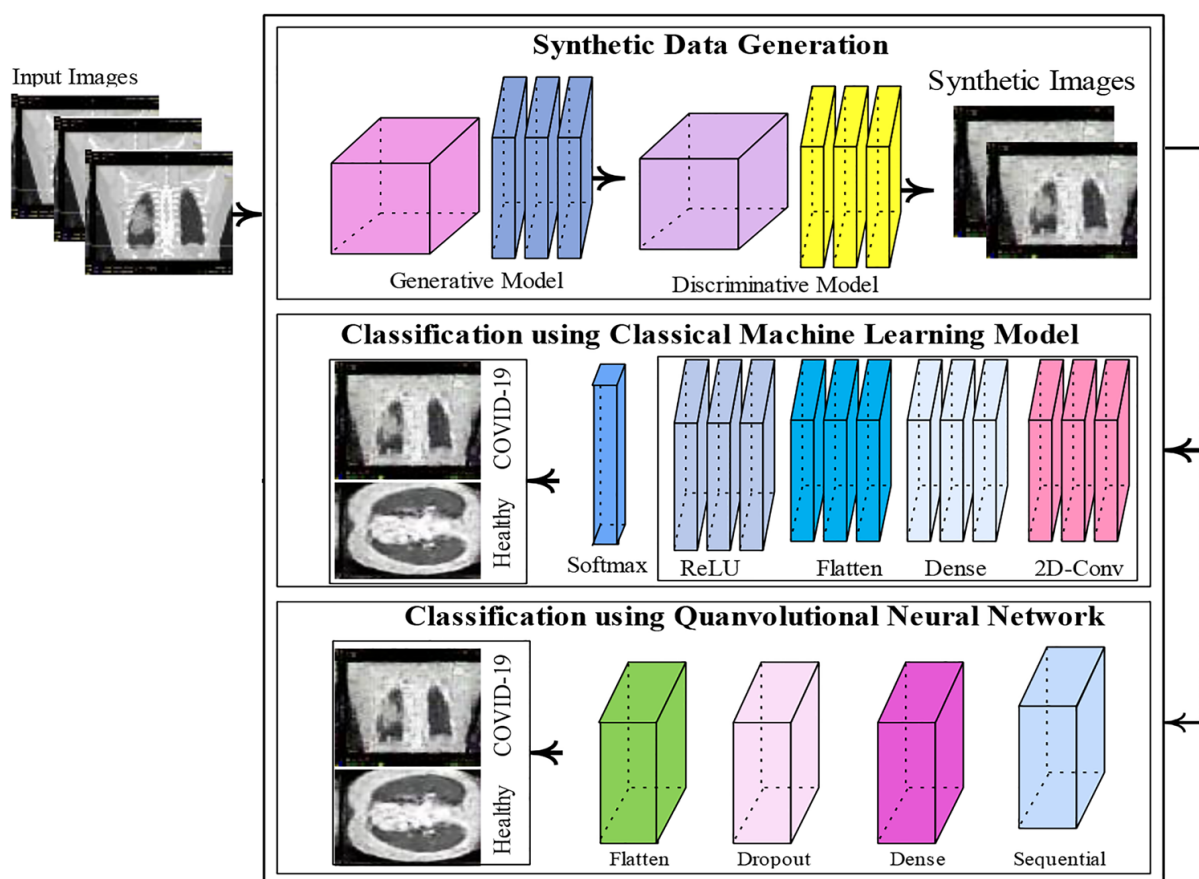 Synthetic Data Generation
Input Images
Synthetic Images
Generative Model
Discriminative Model
Classification using Classical Machine Learning Model
COVID-19
Healthy
Softmax
ReLU
Flatten
Dense
2D-Conv
Classification using Quanvolutional Neural Network
COVID-19
Healthy
Flatten
Dropout
Dense
Sequential